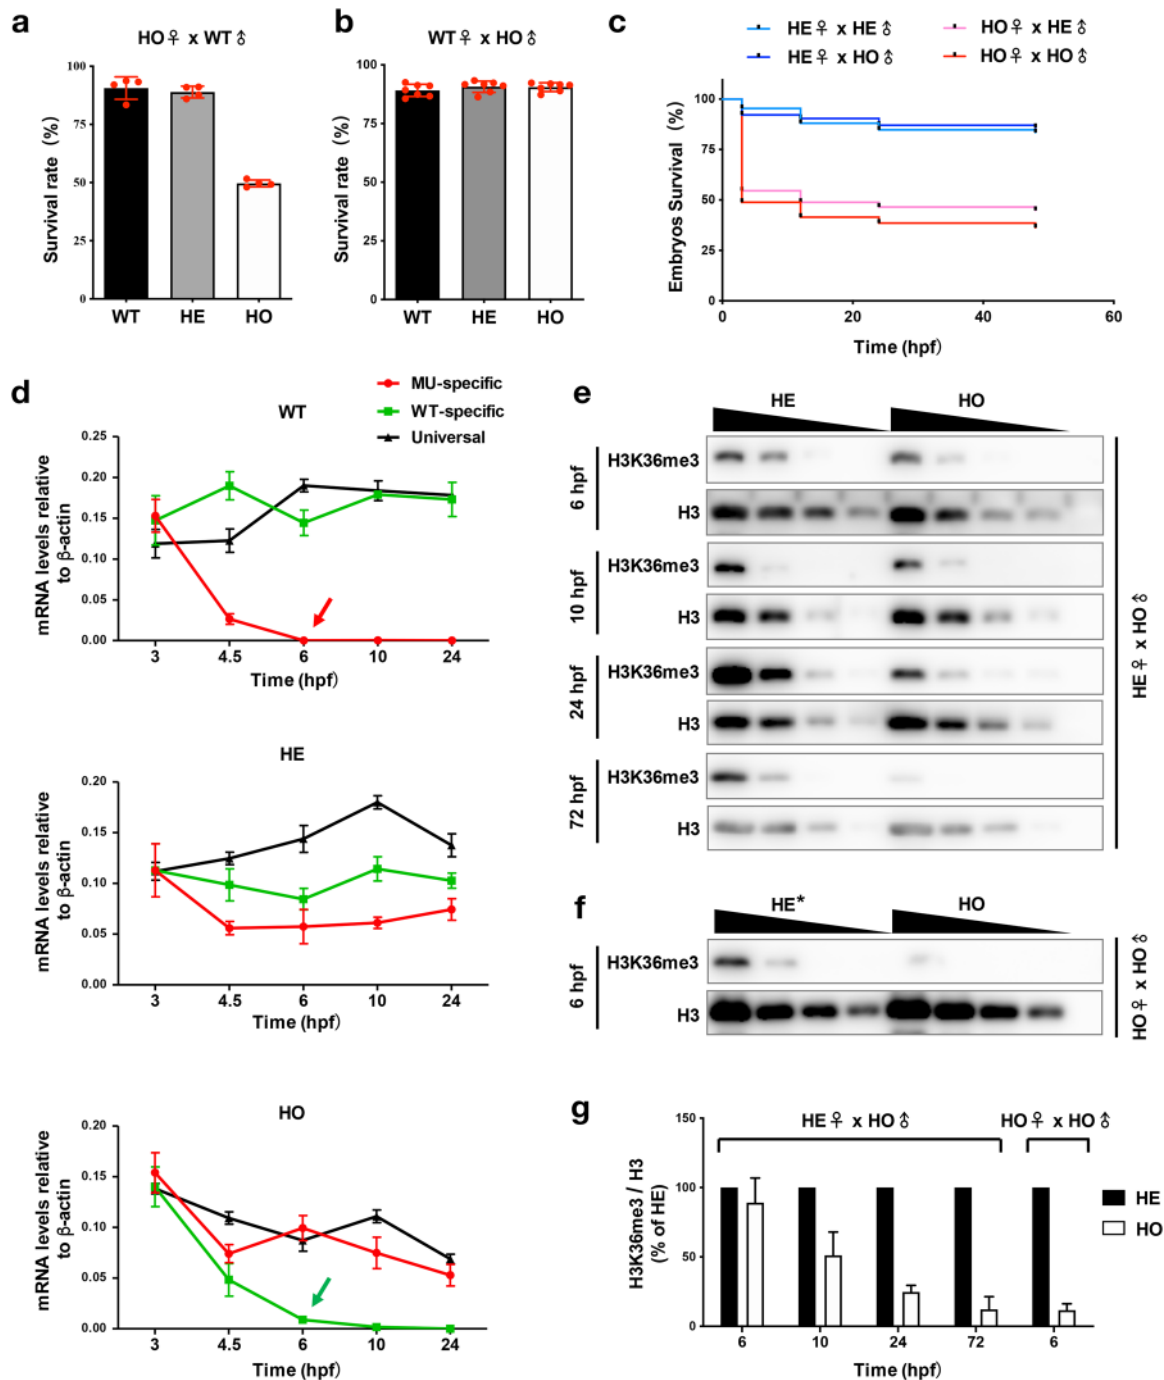 a
HO♀ x WT♂
Survival rate (%)
100
75
50
25
0
WT HE HO
b
WT♀ x HO♂
Survival rate (%)
100
75
50
25
0
WT HE HO
c
HE♀ x HE♂
HE♀ x HO♂
HO♀ x HE♂
HO♀ x HO♂
Embryos Survival (%)
100
75
50
25
0
0 20 40 60
Time (hpf)
d
MU-specific
WT-specific
Universal
WT
mRNA levels relative
to β-actin
0.25
0.20
0.15
0.10
0.05
0.00
3 4.5 6 10 24
Time (hpf)
HE
mRNA levels relative
to β-actin
0.20
0.15
0.10
0.05
0.00
3 4.5 6 10 24
Time (hpf)
HO
mRNA levels relative
to β-actin
0.20
0.15
0.10
0.05
0.00
3 4.5 6 10 24
Time (hpf)
e
HE HO
6 hpf
H3K36me3
H3
10 hpf
H3K36me3
H3
24 hpf
H3K36me3
H3
72 hpf
H3K36me3
H3
HE♀ x HO♂
f
HE* HO
6 hpf
H3K36me3
H3
HO♀ x HO♂
g
HE♀ x HO♂ HO♀ x HO♂
H3K36me3 / H3
(% of HE)
150
100
50
0
6 10 24 72 6
Time (hpf)
HE
HO